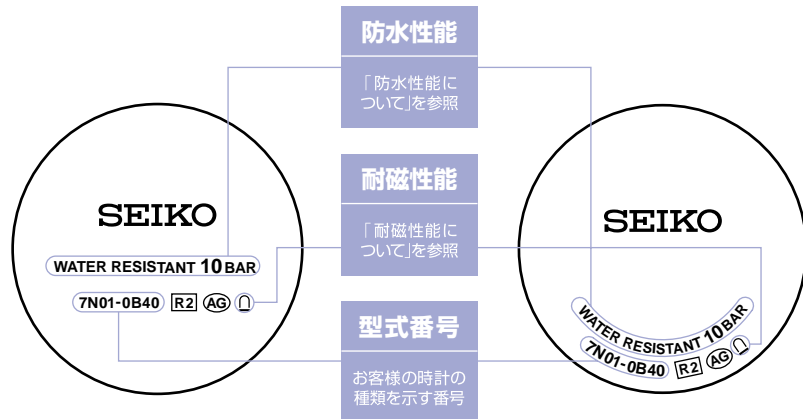 防水性能
「防水性能に
ついて」を参照
耐磁性能
「耐磁性能に
ついて」を参照
型式番号
お客様の時計の
種類を示す番号
SEIKO
WATER RESISTANT 10 BAR
7N01-0B40 R2 AG
SEIKO
WATER RESISTANT 10 BAR
7N01-0B40 R2 AG